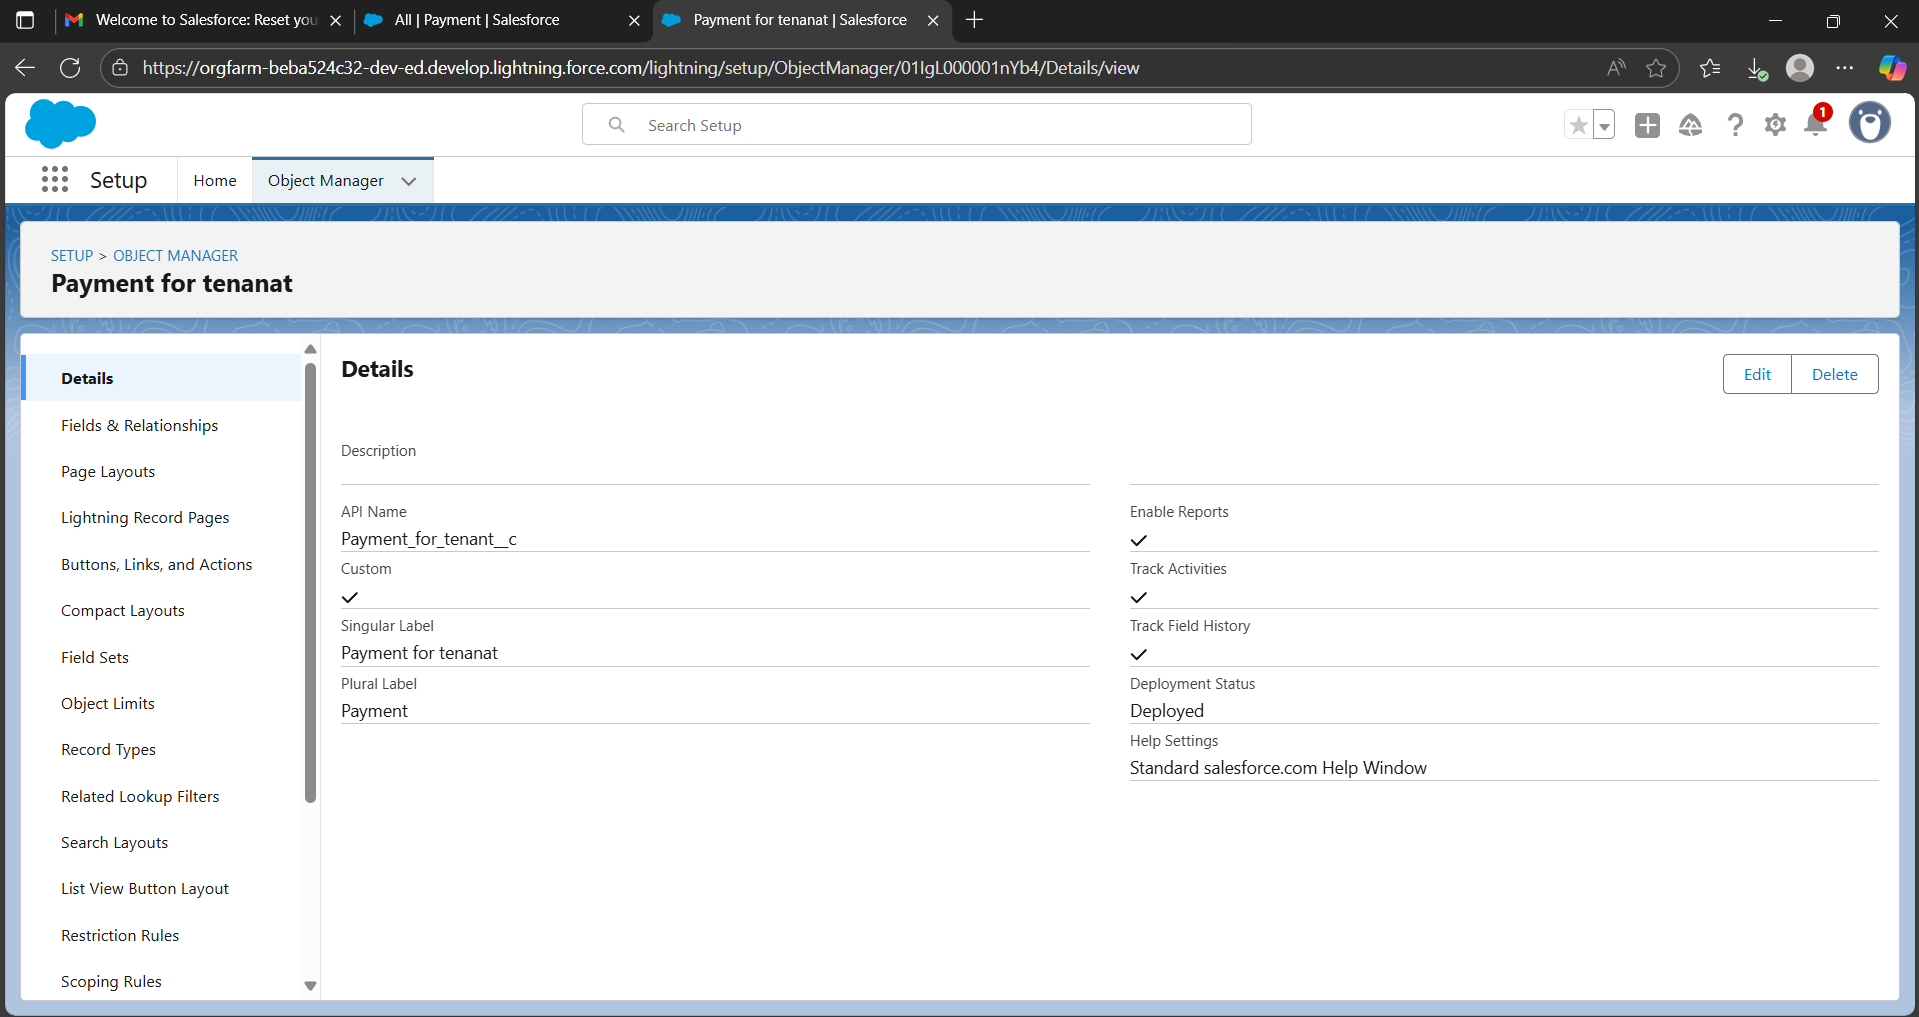 Welcome to Salesforce: Reset you
All | Payment | Salesforce
Payment for tenanat | Salesforce
https://orgfarm-beba524c32-dev-ed.develop.lightning.force.com/lightning/setup/ObjectManager/01IgL000001nYb4/Details/view
Search Setup
1
Setup
Home
Object Manager
SETUP > OBJECT MANAGER
Payment for tenanat
Details
Fields & Relationships
Page Layouts
Lightning Record Pages
Buttons, Links, and Actions
Compact Layouts
Field Sets
Object Limits
Record Types
Related Lookup Filters
Search Layouts
List View Button Layout
Restriction Rules
Scoping Rules
Details
Edit
Delete
Description
API Name
Payment_for_tenant__c
Custom
Singular Label
Payment for tenanat
Plural Label
Payment
Enable Reports
Track Activities
Track Field History
Deployment Status
Deployed
Help Settings
Standard salesforce.com Help Window